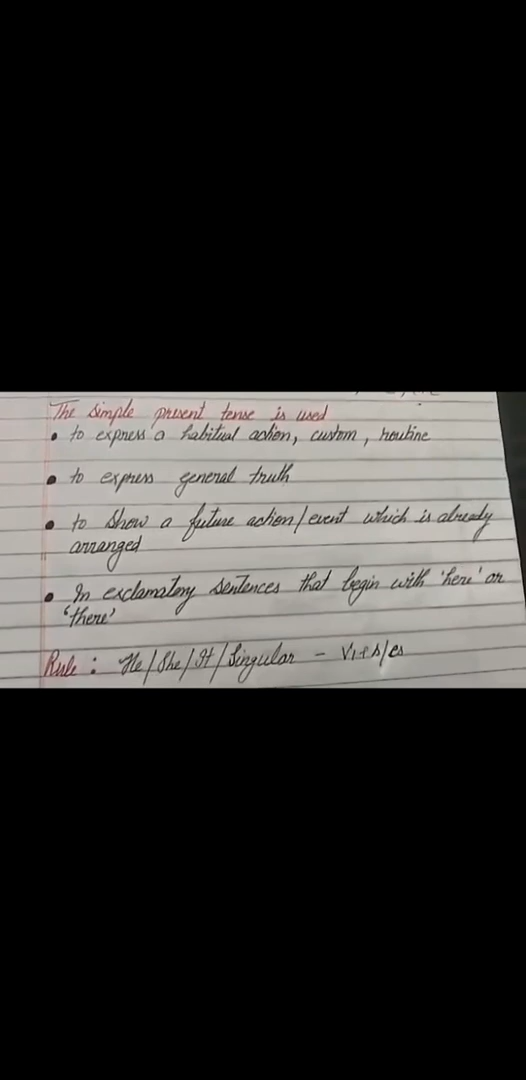 The simple present tense is used
• to express a habitual action, custom, routine
• to express general truth
• to show a future action/event which is already
arranged
• In exclamatory sentences that begin with 'here' or
'there'
Rule : He/She/It/Singular - V1+s/es